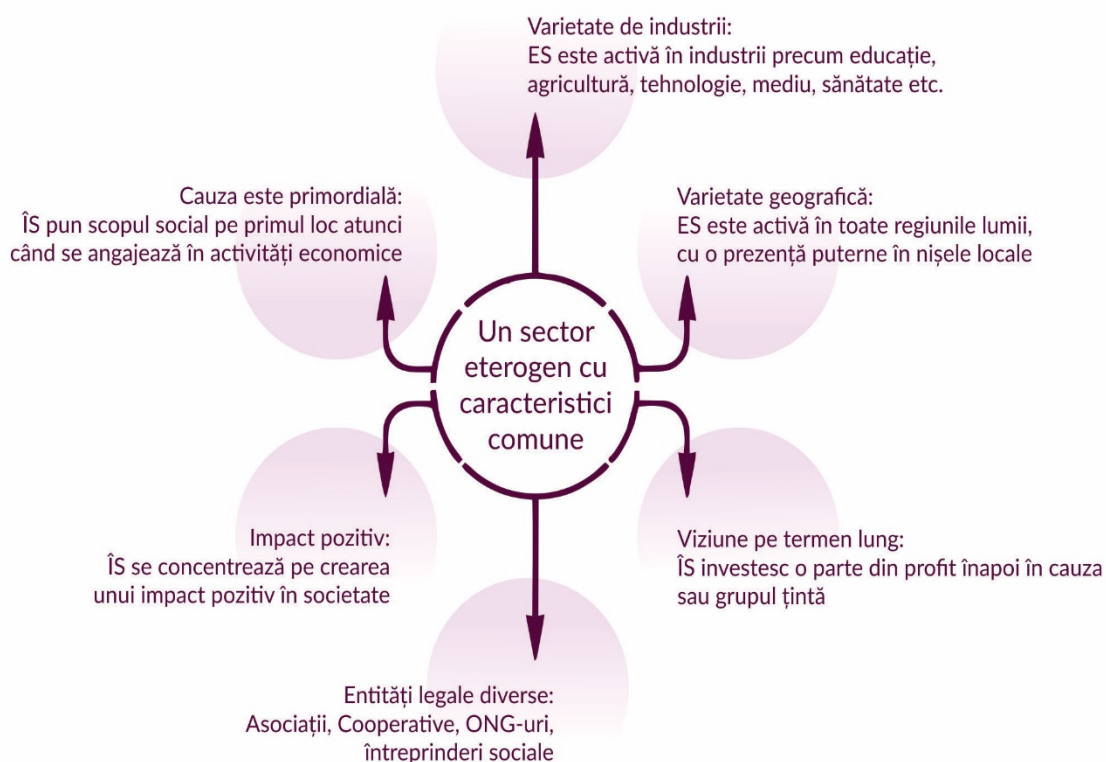 Varietate de industrii:
ES este activă în industrii precum educație,
agricultură, tehnologie, mediu, sănătate etc.
Cauza este primordială:
ÎS pun scopul social pe primul loc atunci
când se angajează în activități economice
Varietate geografică:
ES este activă în toate regiunile lumii,
cu o prezență puterne în nișele locale
Un sector
eterogen cu
caracteristici
comune
Impact pozitiv:
ÎS se concentrează pe crearea
unui impact pozitiv în societate
Viziune pe termen lung:
ÎS investesc o parte din profit înapoi în cauza
sau grupul țintă
Entități legale diverse:
Asociații, Cooperative, ONG-uri,
întreprinderi sociale